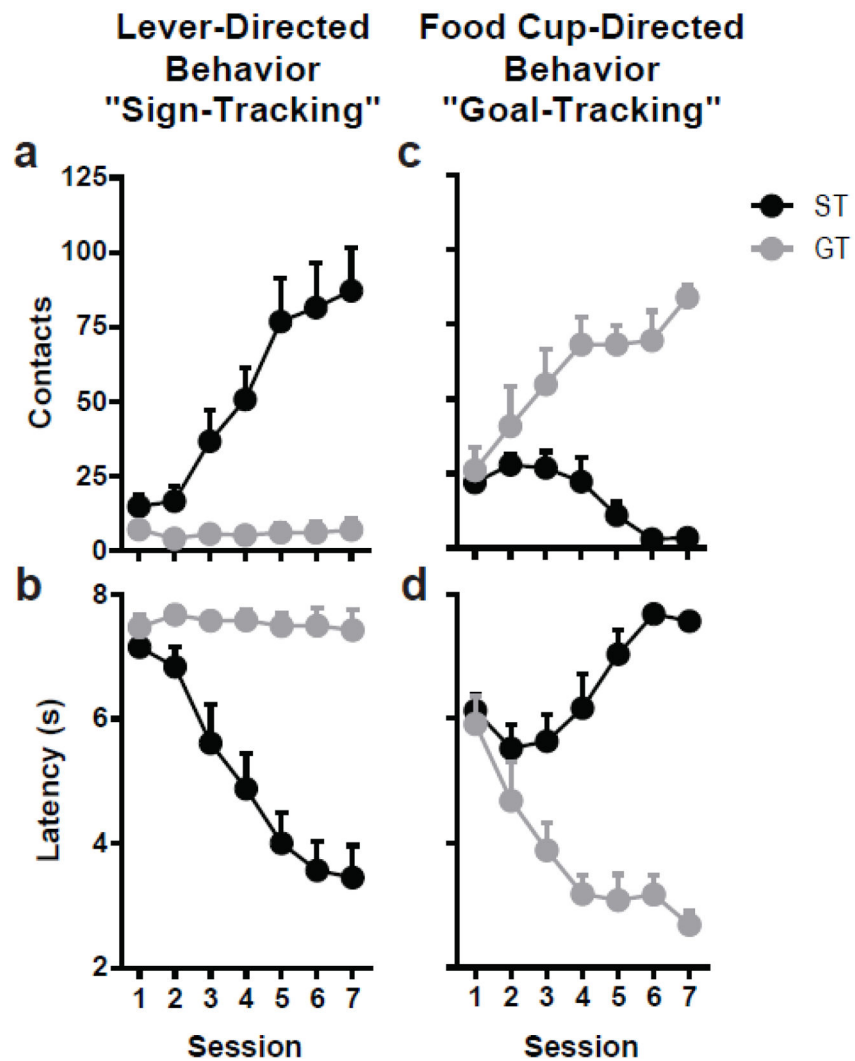 Lever-Directed
Behavior
"Sign-Tracking"
Food Cup-Directed
Behavior
"Goal-Tracking"
a
125
100
75
50
25
0
Contacts
c
ST
GT
b
8
6
4
2
Latency (s)
1 2 3 4 5 6 7
Session
d
1 2 3 4 5 6 7
Session